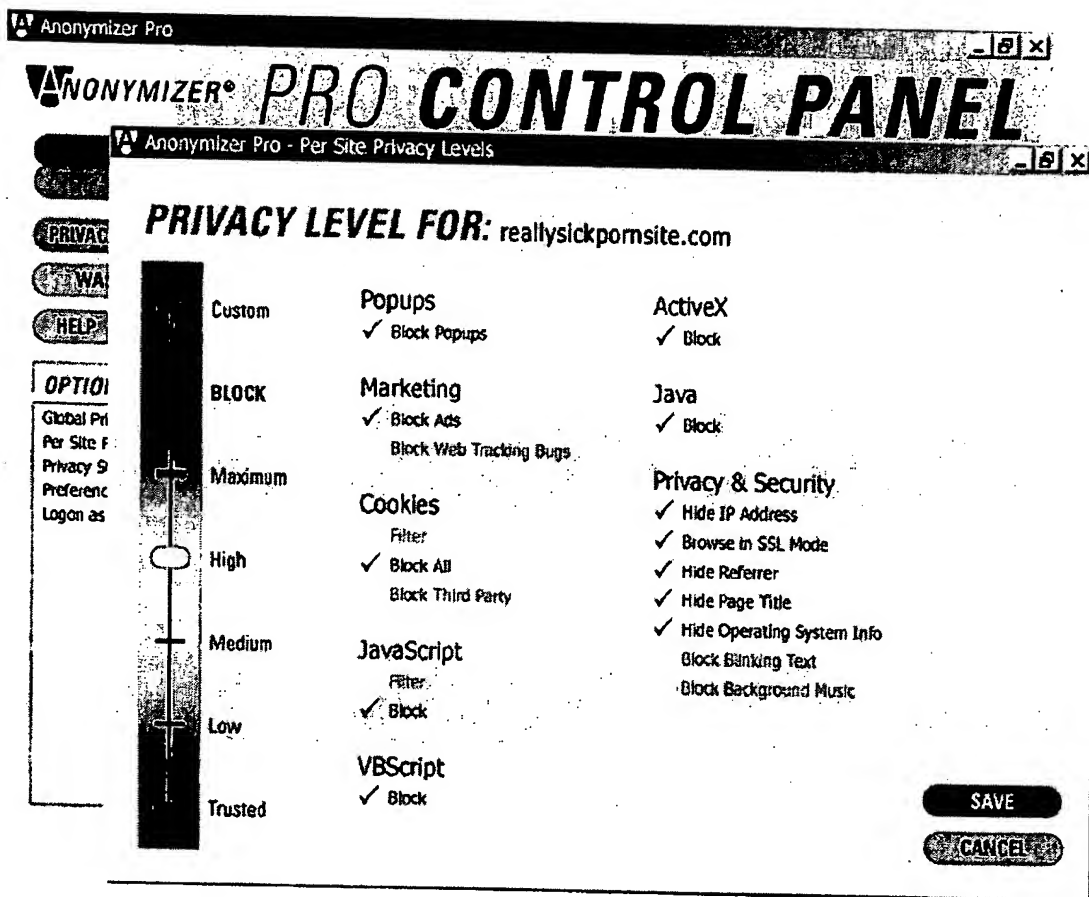 Anonymizer Pro
ANONYMIZER® PRO CONTROL PANEL
Anonymizer Pro - Per Site Privacy Levels
PRIVACY LEVEL FOR: reallysickpornsite.com
PRIVAC
WA
HELP
OPTIO
Global Pri
Per Site P
Privacy S
Preferenc
Logon as
Custom
BLOCK
Maximum
High
Medium
Low
Trusted
Popups
✓ Block Popups
Marketing
✓ Block Ads
Block Web Tracking Bugs
Cookies
Filter
✓ Block All
Block Third Party
JavaScript
Filter
✓ Block
VBScript
✓ Block
ActiveX
✓ Block
Java
✓ Block
Privacy & Security
✓ Hide IP Address
✓ Browse in SSL Mode
✓ Hide Referrer
✓ Hide Page Title
✓ Hide Operating System Info
Block Blinking Text
Block Background Music
SAVE
CANCEL